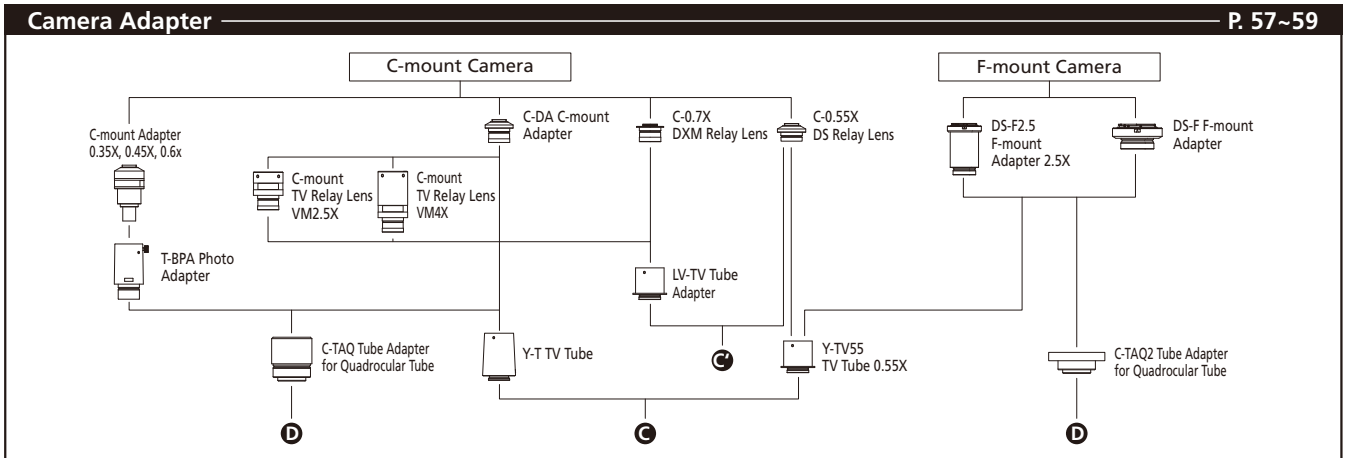 Camera Adapter P. 57~59
C-mount Camera
F-mount Camera
C-mount Adapter
0.35X, 0.45X, 0.6x
C-DA C-mount
Adapter
C-0.7X
DXM Relay Lens
C-0.55X
DS Relay Lens
DS-F2.5
F-mount
Adapter 2.5X
DS-F F-mount
Adapter
C-mount
TV Relay Lens
VM2.5X
C-mount
TV Relay Lens
VM4X
T-BPA Photo
Adapter
LV-TV Tube
Adapter
C-TAQ Tube Adapter
for Quadrocular Tube
Y-T TV Tube
C'
Y-TV55
TV Tube 0.55X
C-TAQ2 Tube Adapter
for Quadrocular Tube
D
C
D